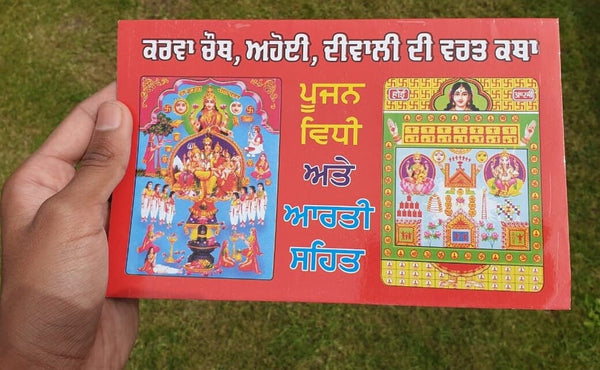 ਕਰਵਾ ਚੌਥ, ਅਹੋਈ, ਦੀਵਾਲੀ ਦੀ ਵਰਤ ਕਥਾ
ਪੂਜਨ
ਵਿਧੀ
ਅਤੇ
ਆਰਤੀ
ਸਹਿਤ